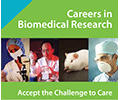 Careers in
Biomedical Research
Accept the Challenge to Care